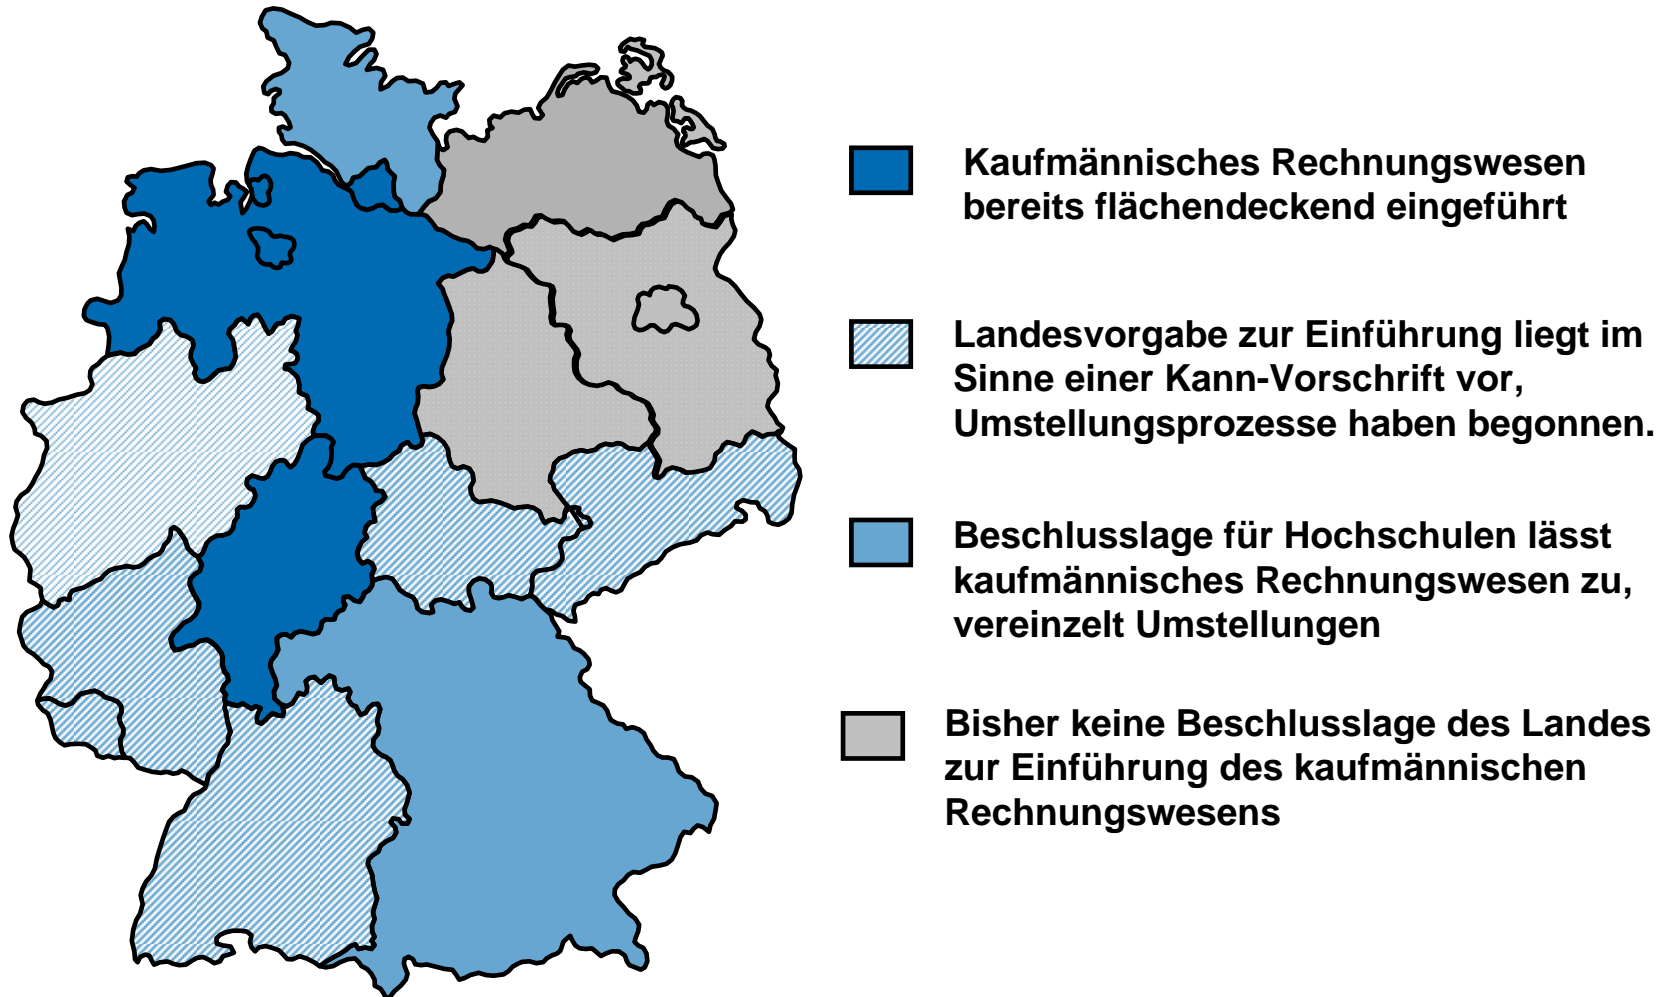 Kaufmännisches Rechnungswesen
bereits flächendeckend eingeführt
Landesvorgabe zur Einführung liegt im
Sinne einer Kann-Vorschrift vor,
Umstellungsprozesse haben begonnen.
Beschlusslage für Hochschulen lässt
kaufmännisches Rechnungswesen zu,
vereinzelt Umstellungen
Bisher keine Beschlusslage des Landes
zur Einführung des kaufmännischen
Rechnungswesens